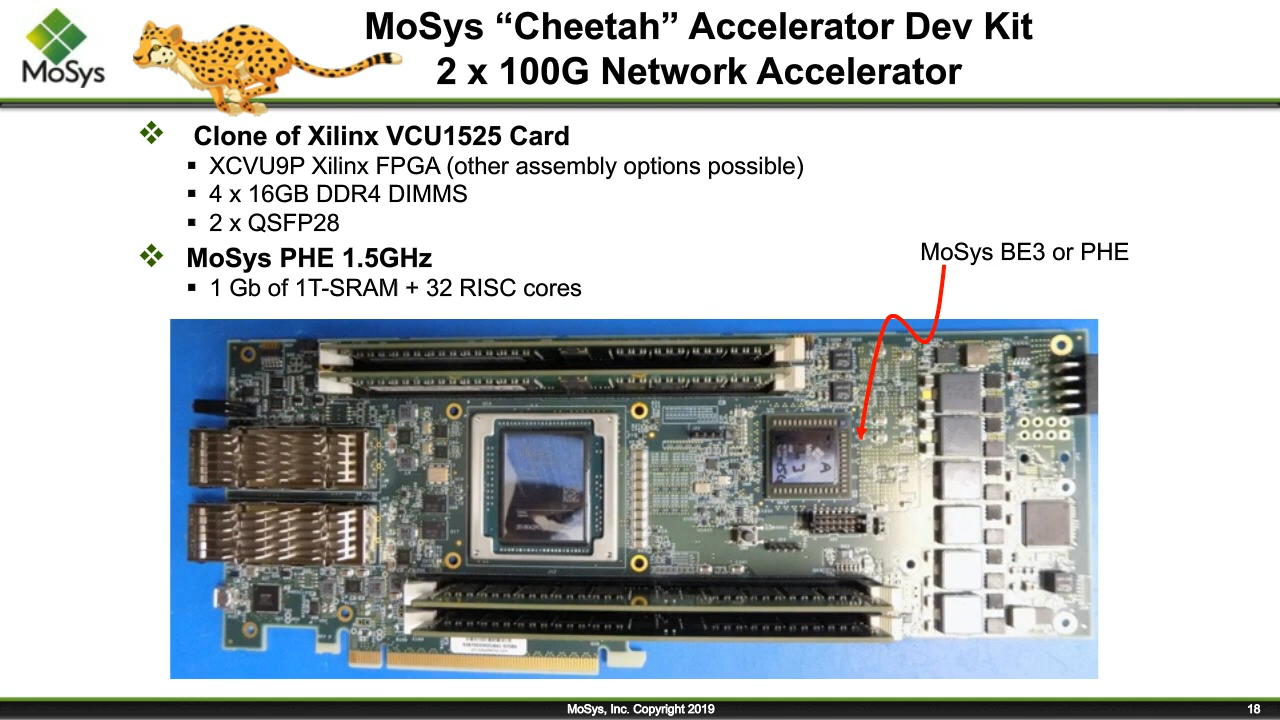 MoSys
MoSys “Cheetah” Accelerator Dev Kit
2 x 100G Network Accelerator
Clone of Xilinx VCU1525 Card
XCVU9P Xilinx FPGA (other assembly options possible)
4 x 16GB DDR4 DIMMS
2 x QSFP28
MoSys PHE 1.5GHz
1 Gb of 1T-SRAM + 32 RISC cores
MoSys BE3 or PHE
MoSys, Inc. Copyright 2019
18